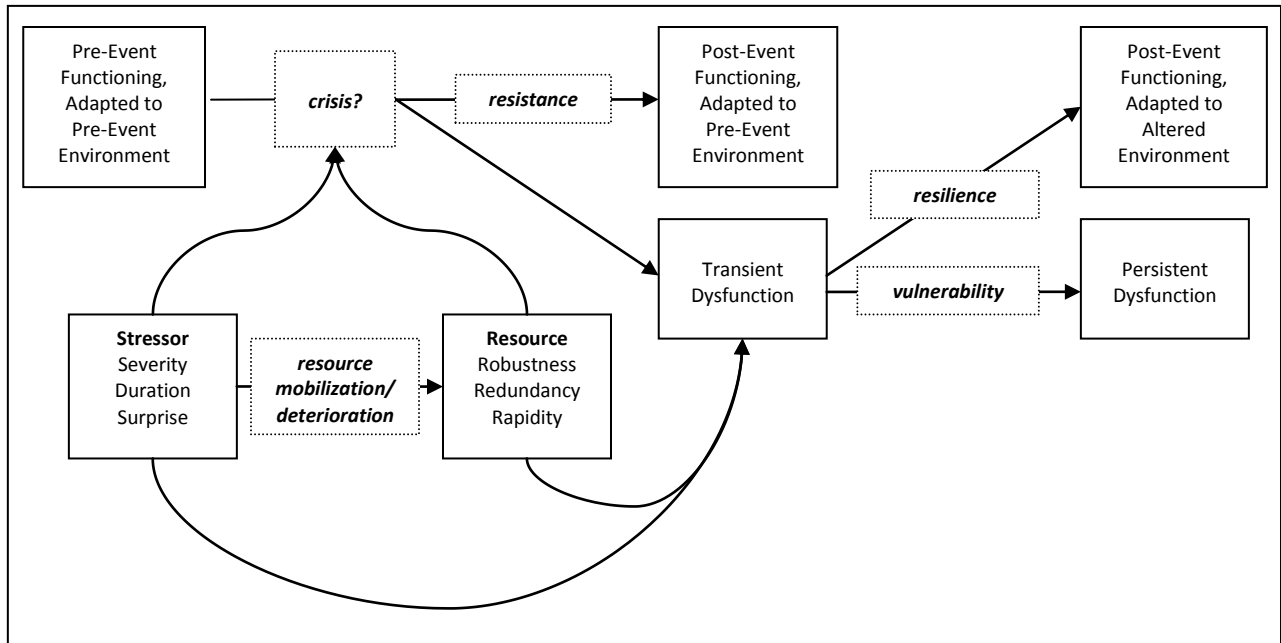 Pre-Event
Functioning,
Adapted to
Pre-Event
Environment
crisis?
resistance
Post-Event
Functioning,
Adapted to
Pre-Event
Environment
Post-Event
Functioning,
Adapted to
Altered
Environment
resilience
Transient
Dysfunction
vulnerability
Persistent
Dysfunction
Stressor
Severity
Duration
Surprise
resource
mobilization/
deterioration
Resource
Robustness
Redundancy
Rapidity